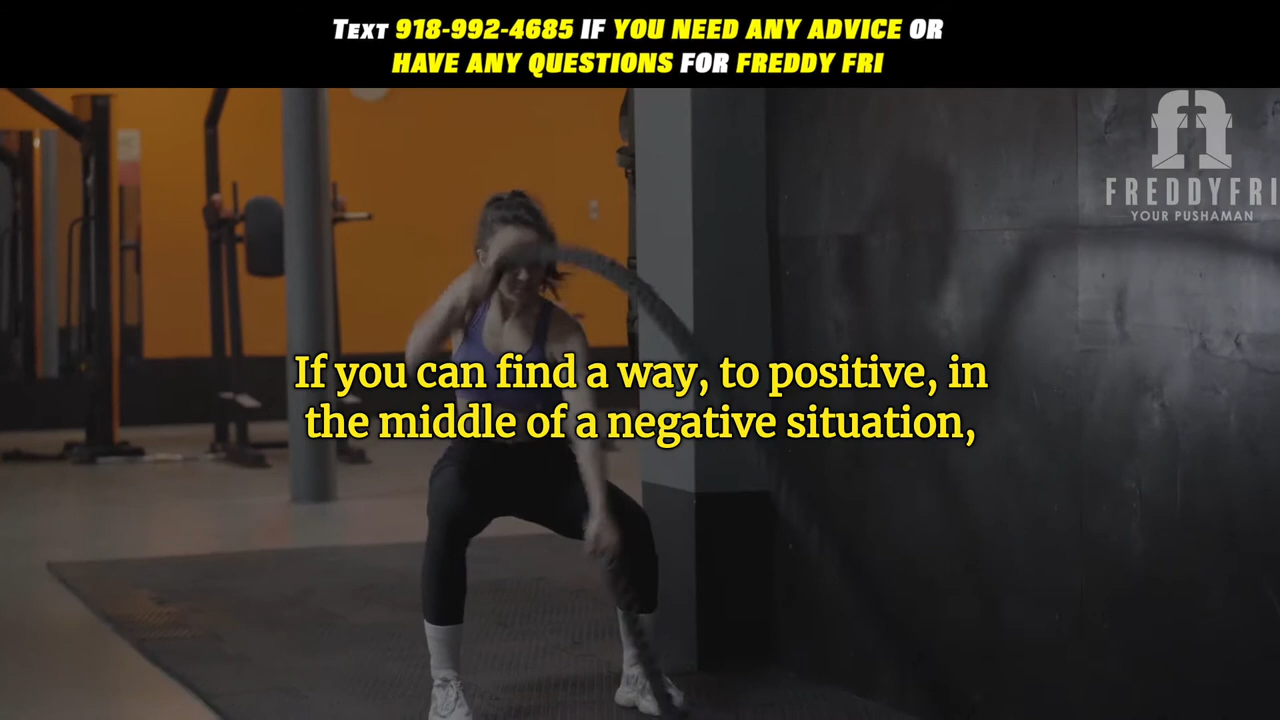 Text 918-992-4685 IF YOU NEED ANY ADVICE OR
HAVE ANY QUESTIONS FOR FREDDY FRI
FREDDYFRI
YOUR PUSHAMAN
If you can find a way, to positive, in
the middle of a negative situation,